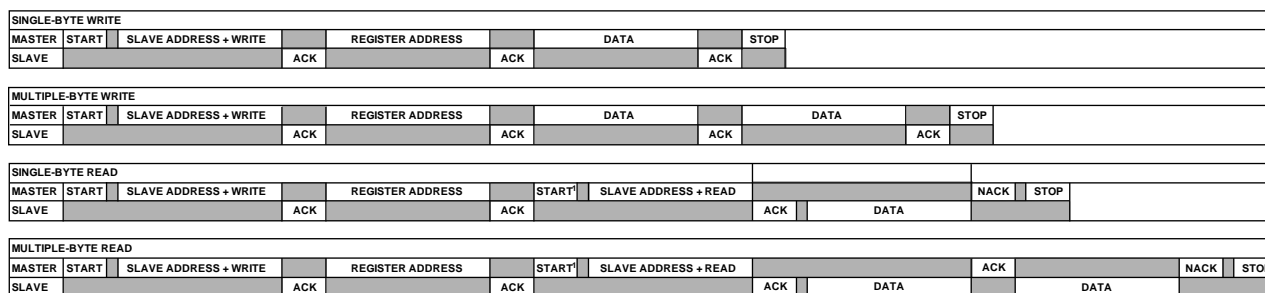 SINGLE-BYTE WRITE
MASTER START SLAVE ADDRESS + WRITE REGISTER ADDRESS DATA STOP
SLAVE ACK ACK ACK
MULTIPLE-BYTE WRITE
MASTER START SLAVE ADDRESS + WRITE REGISTER ADDRESS DATA DATA STOP
SLAVE ACK ACK ACK ACK
SINGLE-BYTE READ
MASTER START SLAVE ADDRESS + WRITE REGISTER ADDRESS START¹ SLAVE ADDRESS + READ NACK STOP
SLAVE ACK ACK ACK DATA
MULTIPLE-BYTE READ
MASTER START SLAVE ADDRESS + WRITE REGISTER ADDRESS START¹ SLAVE ADDRESS + READ ACK NACK STO
SLAVE ACK ACK ACK DATA DATA